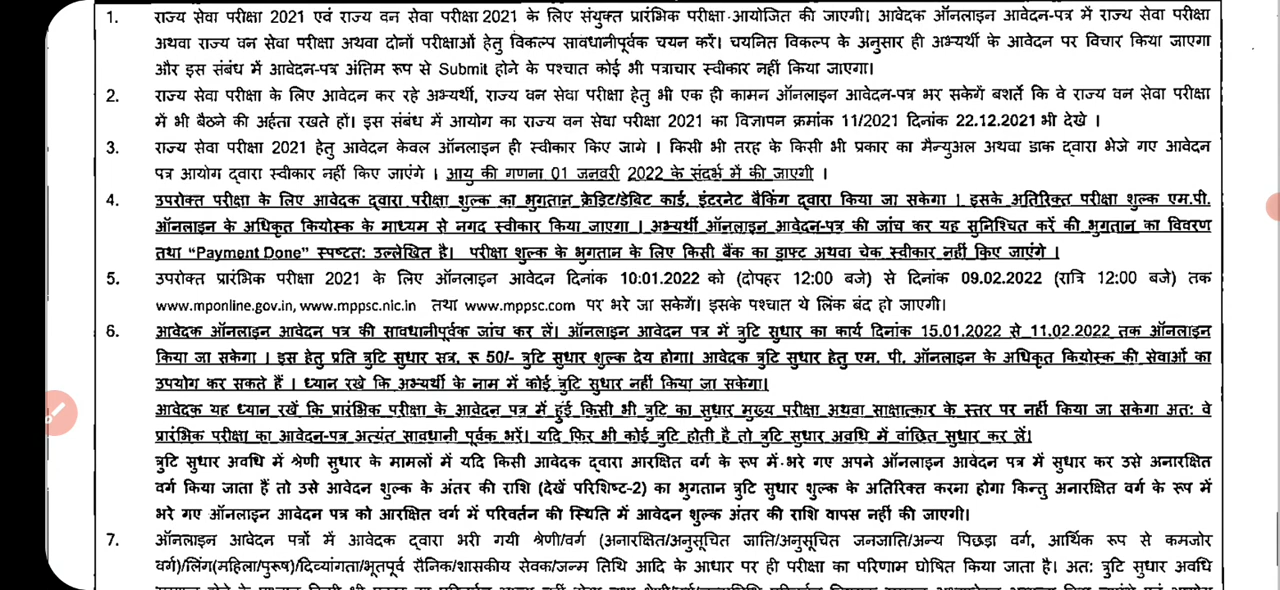 1. राज्य सेवा परीक्षा 2021 एवं राज्य वन सेवा परीक्षा 2021 के लिए संयुक्त प्रारंभिक परीक्षा आयोजित की जाएगी। आवेदक ऑनलाइन आवेदन-पत्र में राज्य सेवा परीक्षा
अथवा राज्य वन सेवा परीक्षा अथवा दोनों परीक्षाओं हेतु विकल्प सावधानीपूर्वक चयन करें। चयनित विकल्प के अनुसार ही अभ्यर्थी के आवेदन पर विचार किया जाएगा
और इस संबंध में आवेदन-पत्र अंतिम रूप से Submit होने के पश्चात कोई भी पत्राचार स्वीकार नहीं किया जाएगा।
2. राज्य सेवा परीक्षा के लिए आवेदन कर रहे अभ्यर्थी, राज्य वन सेवा परीक्षा हेतु भी एक ही कामन ऑनलाइन आवेदन-पत्र भर सकेगें बशर्ते कि वे राज्य वन सेवा परीक्षा
में भी बैठने की अर्हता रखते हों। इस संबंध में आयोग का राज्य वन सेवा परीक्षा 2021 का विज्ञापन क्रमांक 11/2021 दिनांक 22.12.2021 भी देखे ।
3. राज्य सेवा परीक्षा 2021 हेतु आवेदन केवल ऑनलाइन ही स्वीकार किए जागे । किसी भी तरह के किसी भी प्रकार का मैन्युअल अथवा डाक द्वारा भेजे गए आवेदन
पत्र आयोग द्वारा स्वीकार नहीं किए जाएंगे । आयु की गणना 01 जनवरी 2022 के संदर्भ में की जाएगी ।
4. उपरोक्त परीक्षा के लिए आवेदक द्वारा परीक्षा शुल्क का भुगतान क्रेडिट/डेबिट कार्ड, इंटरनेट बैकिंग द्वारा किया जा सकेगा । इसके अतिरिक्त परीक्षा शुल्क एम.पी.
ऑनलाइन के अधिकृत कियोस्क के माध्यम से नगद स्वीकार किया जाएगा । अभ्यर्थी ऑनलाइन आवेदन-पत्र की जांच कर यह सुनिश्चित करें की भुगतान का विवरण
तथा “Payment Done” स्पष्टत: उल्लेखित है। परीक्षा शुल्क के भुगतान के लिए किसी बैंक का ड्राफ्ट अथवा चेक स्वीकार नहीं किए जाएंगे ।
5. उपरोक्त प्रारंभिक परीक्षा 2021 के लिए ऑनलाइन आवेदन दिनांक 10.01.2022 को (दोपहर 12:00 बजे) से दिनांक 09.02.2022 (रात्रि 12:00 बजे) तक
www.mponline.gov.in, www.mppsc.nic.in तथा www.mppsc.com पर भरे जा सकेगें। इसके पश्चात ये लिंक बंद हो जाएगी।
6. आवेदक ऑनलाइन आवेदन पत्र की सावधानीपूर्वक जांच कर लें। ऑनलाइन आवेदन पत्र में त्रुटि सुधार का कार्य दिनांक 15.01.2022 से 11.02.2022 तक ऑनलाइन
किया जा सकेगा । इस हेतु प्रति त्रुटि सुधार सत्र, रू 50/- त्रुटि सुधार शुल्क देय होगा। आवेदक त्रुटि सुधार हेतु एम. पी. ऑनलाइन के अधिकृत कियोस्क की सेवाओं का
उपयोग कर सकते हैं । ध्यान रखे कि अभ्यर्थी के नाम में कोई त्रुटि सुधार नहीं किया जा सकेगा।
आवेदक यह ध्यान रखें कि प्रारंभिक परीक्षा के आवेदन पत्र में हुई किसी भी त्रुटि का सुधार मुख्य परीक्षा अथवा साक्षात्कार के स्तर पर नहीं किया जा सकेगा अत: वे
प्रारंभिक परीक्षा का आवेदन-पत्र अत्यंत सावधानी पूर्वक भरें। यदि फिर भी कोई त्रुटि होती है तो त्रुटि सुधार अवधि में वांछित सुधार कर लें।
त्रुटि सुधार अवधि में श्रेणी सुधार के मामलों में यदि किसी आवेदक द्वारा आरक्षित वर्ग के रूप में भरे गए अपने ऑनलाइन आवेदन पत्र में सुधार कर उसे अनारक्षित
वर्ग किया जाता हैं तो उसे आवेदन शुल्क के अंतर की राशि (देखें परिशिष्ट-2) का भुगतान त्रुटि सुधार शुल्क के अतिरिक्त करना होगा किन्तु अनारक्षित वर्ग के रूप में
भरे गए ऑनलाइन आवेदन पत्र को आरक्षित वर्ग में परिवर्तन की स्थिति में आवेदन शुल्क अंतर की राशि वापस नहीं की जाएगी।
7. ऑनलाइन आवेदन पत्रों में आवेदक द्वारा भरी गयी श्रेणी/वर्ग (अनारक्षित/अनुसूचित जाति/अनुसूचित जनजाति/अन्य पिछड़ा वर्ग, आर्थिक रूप से कमजोर
वर्ग)/लिंग(महिला/पुरूष)/दिव्यांगता/भूतपूर्व सैनिक/शासकीय सेवक/जन्म तिथि आदि के आधार पर ही परीक्षा का परिणाम घोषित किया जाता है। अत: त्रुटि सुधार अवधि